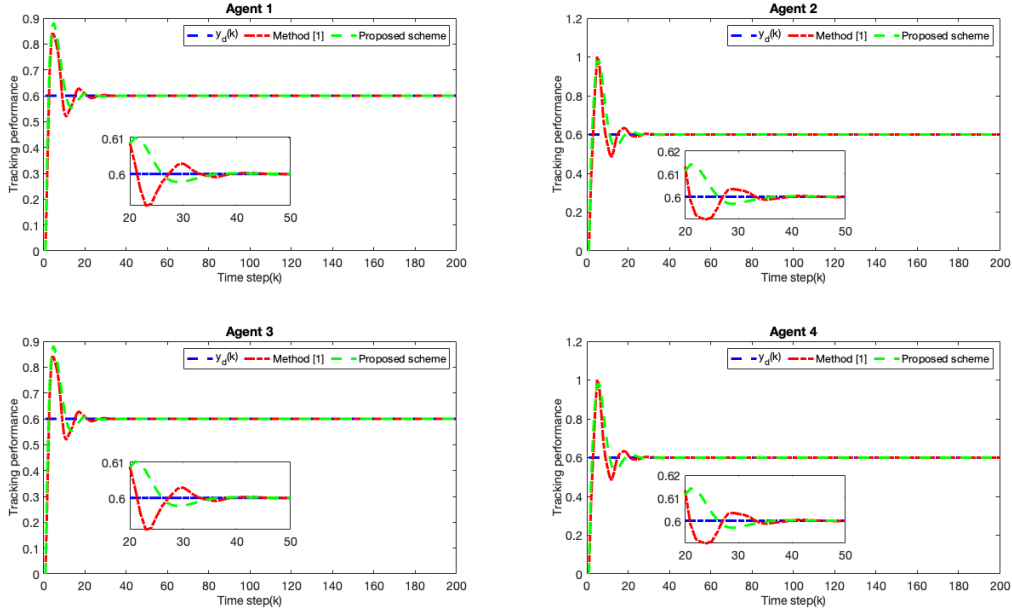 Agent 1
y_d(k) Method [1] Proposed scheme
Tracking performance
0.9
0.8
0.7
0.6
0.5
0.4
0.3
0.2
0.1
0
0.61
0.6
20 30 40 50
0 20 40 60 80 100 120 140 160 180 200
Time step(k)
Agent 2
y_d(k) Method [1] Proposed scheme
Tracking performance
1.2
1
0.8
0.6
0.4
0.2
0
0.62
0.6
20 30 40 50
0 20 40 60 80 100 120 140 160 180 200
Time step(k)
Agent 3
y_d(k) Method [1] Proposed scheme
Tracking performance
0.9
0.8
0.7
0.6
0.5
0.4
0.3
0.2
0.1
0
0.61
0.6
20 30 40 50
0 20 40 60 80 100 120 140 160 180 200
Time step(k)
Agent 4
y_d(k) Method [1] Proposed scheme
Tracking performance
1.2
1
0.8
0.6
0.4
0.2
0
0.62
0.6
20 30 40 50
0 20 40 60 80 100 120 140 160 180 200
Time step(k)